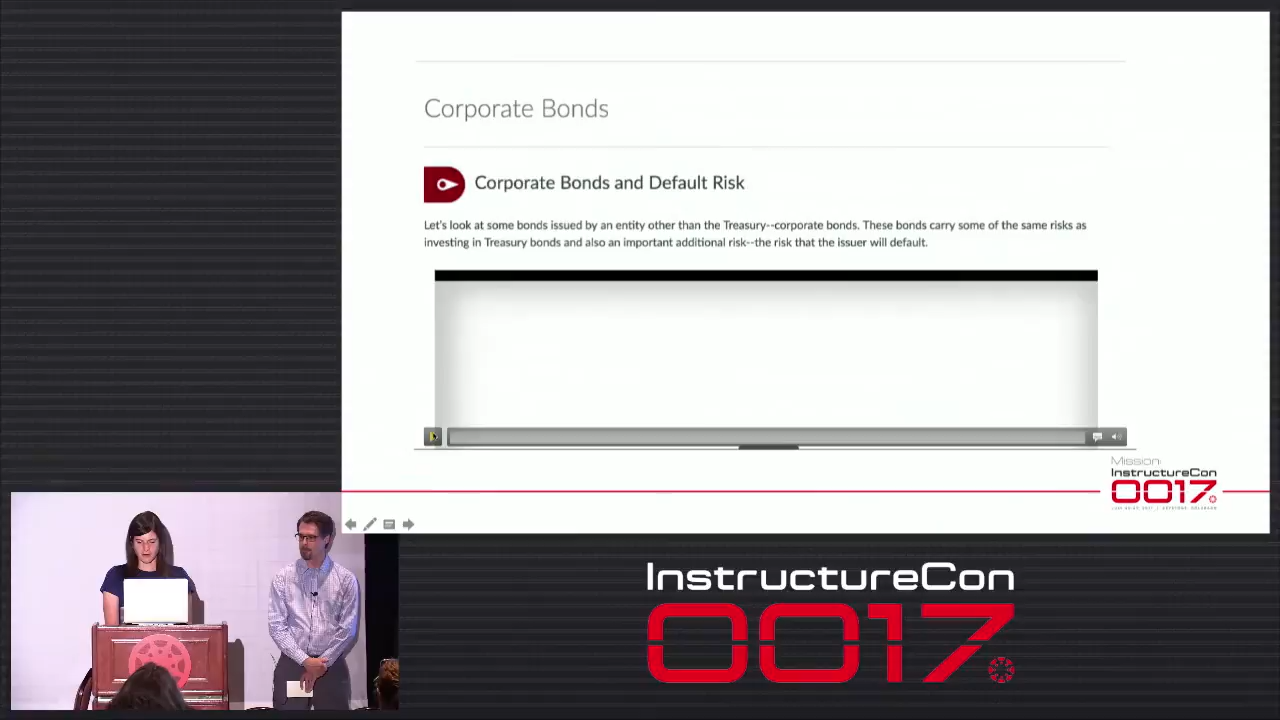 Corporate Bonds
Corporate Bonds and Default Risk
Let's look at some bonds issued by an entity other than the Treasury--corporate bonds. These bonds carry some of the same risks as
investing in Treasury bonds and also an important additional risk--the risk that the issuer will default.
Mission:
InstructureCon
0017
InstructureCon
0017